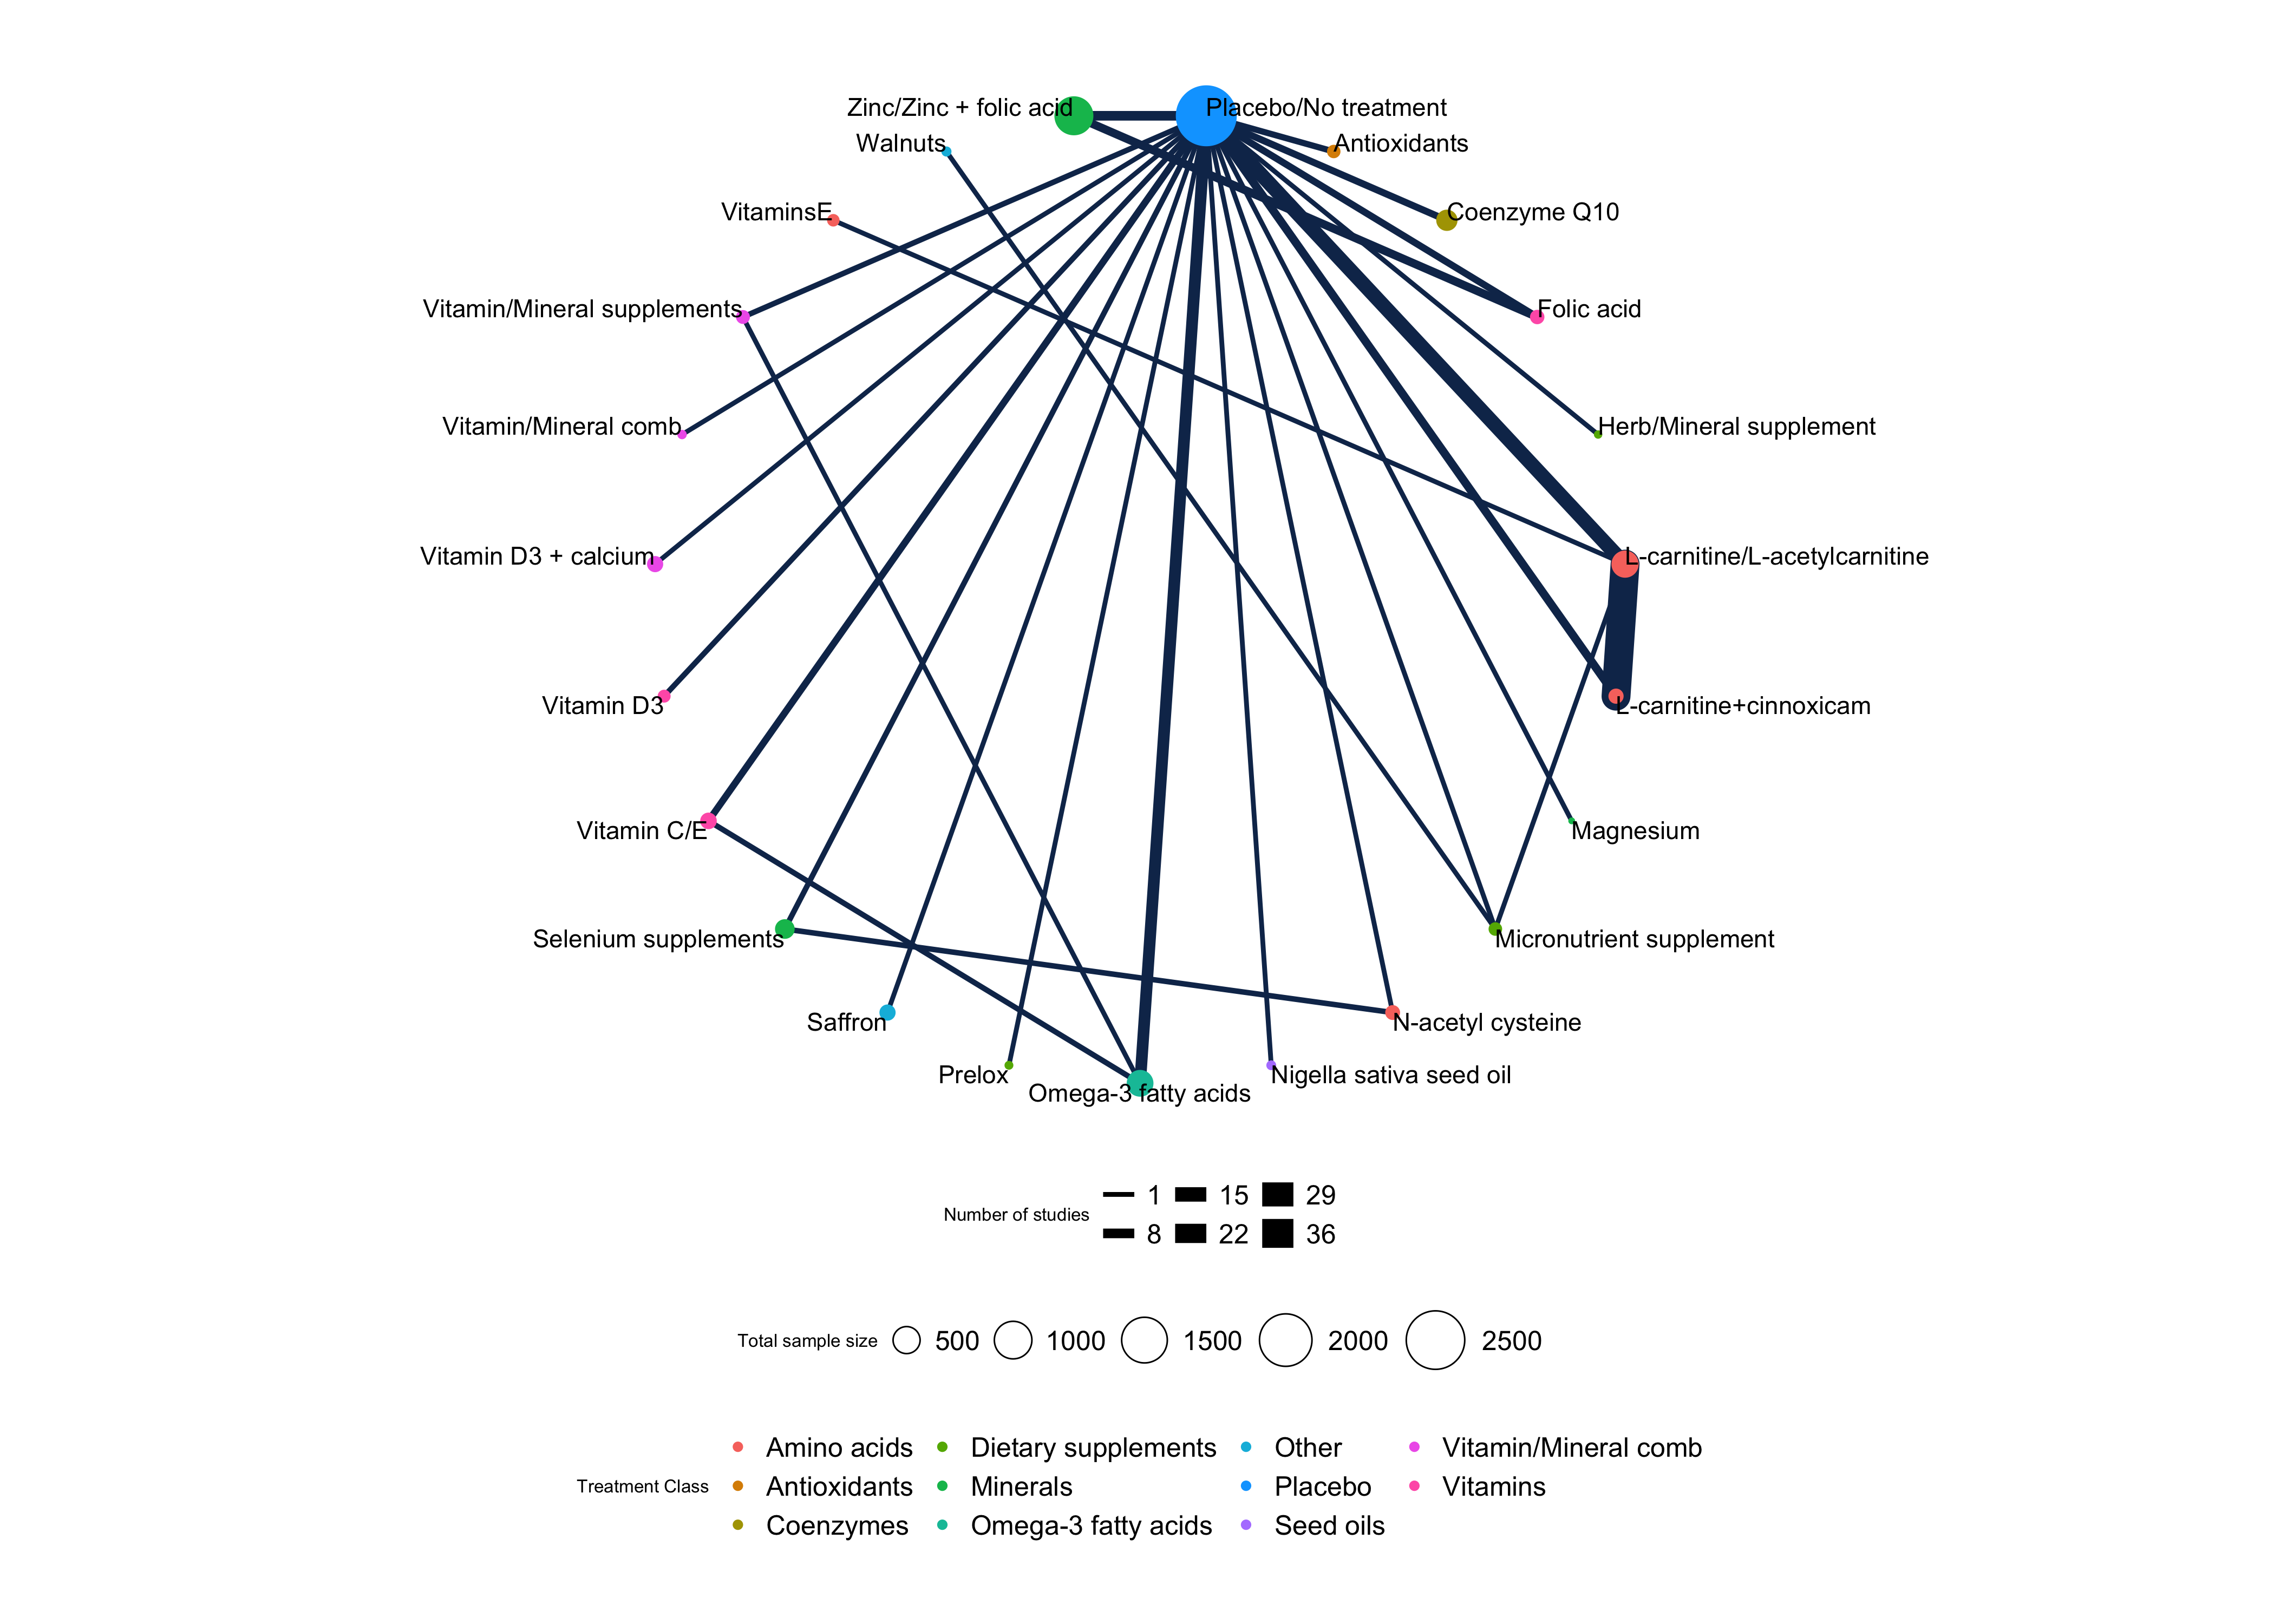 Zinc/Zinc + folic acid
Placebo/No treatment
Walnuts
Antioxidants
VitaminsE
Coenzyme Q10
Vitamin/Mineral supplements
Folic acid
Vitamin/Mineral comb
Herb/Mineral supplement
Vitamin D3 + calcium
L-carnitine/L-acetylcarnitine
Vitamin D3
L-carnitine+cinnoxicam
Vitamin C/E
Magnesium
Selenium supplements
Micronutrient supplement
Saffron
N-acetyl cysteine
Prelox
Nigella sativa seed oil
Omega-3 fatty acids
Number of studies
1 15 29
8 22 36
Total sample size 500 1000 1500 2000 2500
Treatment Class
Amino acids Dietary supplements Other Vitamin/Mineral comb
Antioxidants Minerals Placebo Vitamins
Coenzymes Omega-3 fatty acids Seed oils